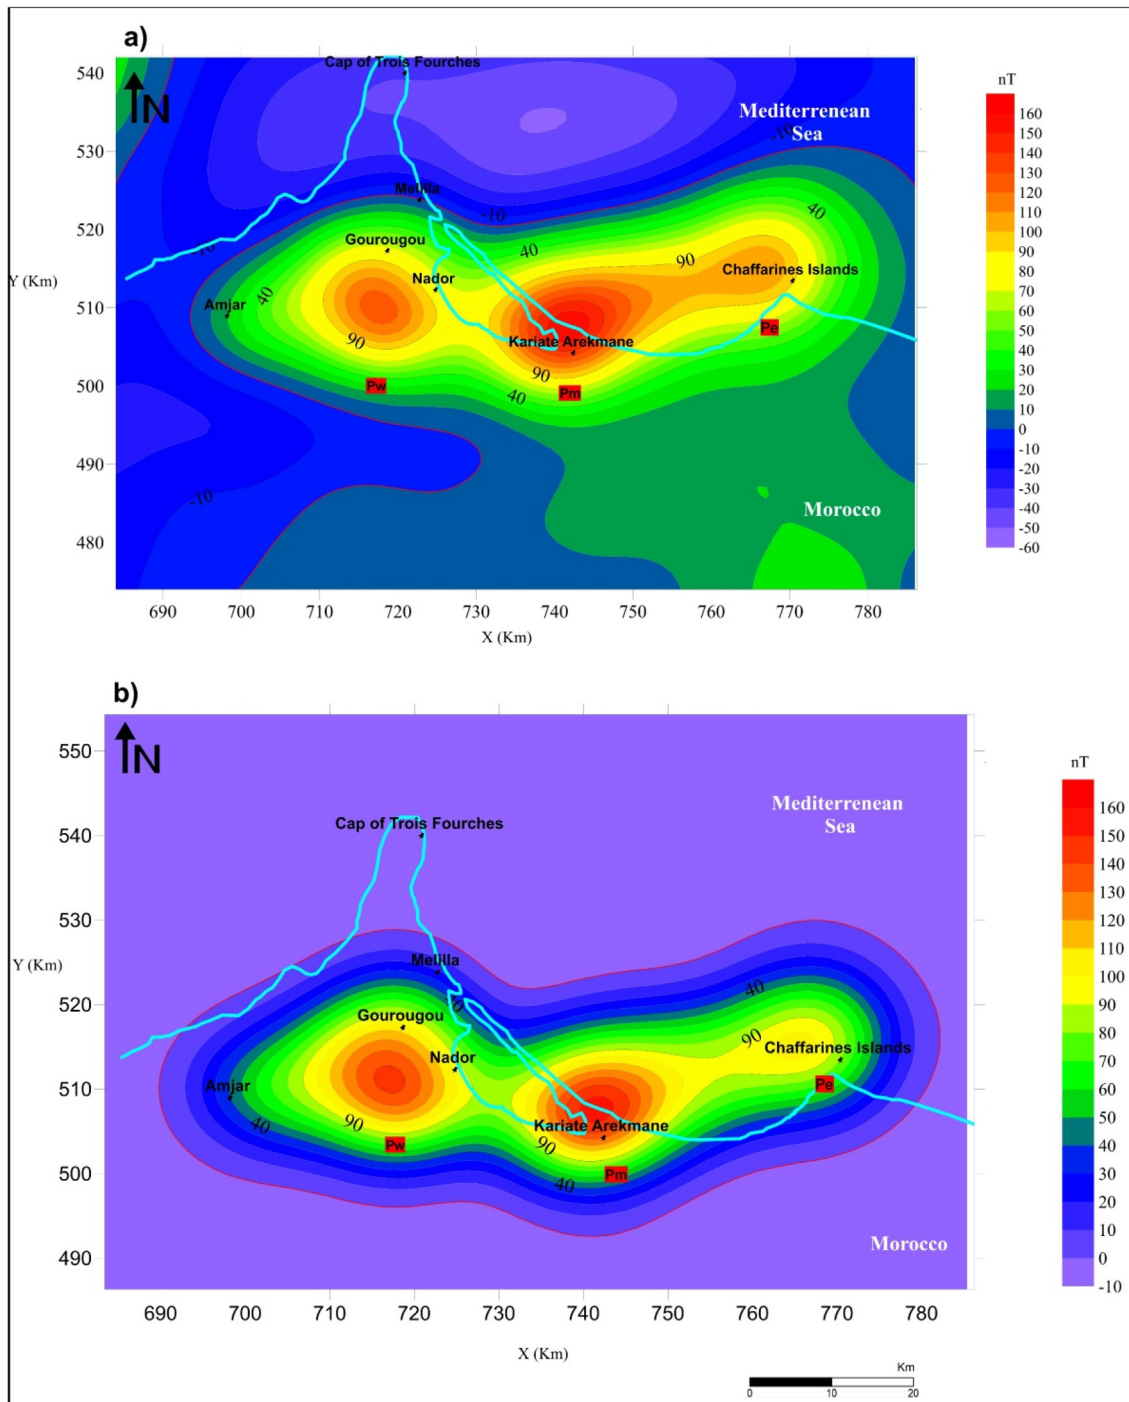 a)
Cap of Trois Fourches
N
Mediterrenean
Sea
-10
Melilla
-10
-10
40
40
Gourougou
90
Chaffarines Islands
Nador
40
Amjar
90
Kariate Arekmane
Pe
90
40
Pw
Pm
-10
Morocco
540
530
520
510
500
490
480
Y (Km)
690 700 710 720 730 740 750 760 770 780
X (Km)
nT
160
150
140
130
120
110
100
90
80
70
60
50
40
30
20
10
0
-10
-20
-30
-40
-50
-60
b)
N
Mediterrenean
Sea
Cap of Trois Fourches
Melilla
40
Gourougou
90
Chaffarines Islands
Nador
Amjar
Pe
40
90
Kariate Arekmane
Pw
90
Pm
40
Morocco
550
540
530
520
510
500
490
Y (Km)
690 700 710 720 730 740 750 760 770 780
X (Km)
nT
160
150
140
130
120
110
100
90
80
70
60
50
40
30
20
10
0
-10
Km
0 10 20